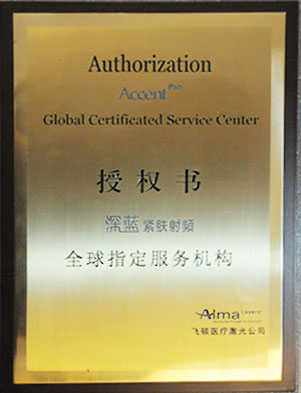 Authorization
Accent Pro
Global Certificated Service Center
授权书
深蓝 紧肤射频
全球指定服务机构
Alma
飞顿医疗激光公司